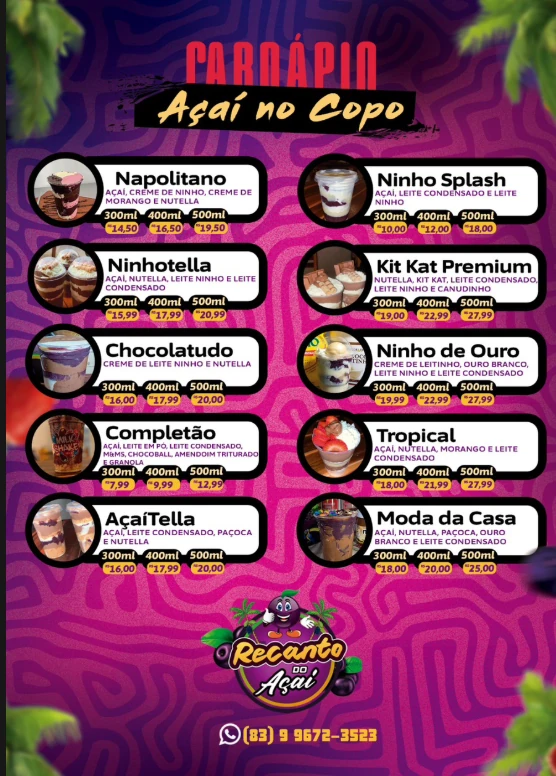 CARDÁPIO
Açaí no Copo
Napolitano
AÇAÍ, CREME DE NINHO, CREME DE
MORANGO E NUTELLA
300ml 400ml 500ml
R$14,50 R$16,50 R$19,50
Ninhotella
AÇAÍ, NUTELLA, LEITE NINHO E LEITE
CONDENSADO
300ml 400ml 500ml
R$15,99 R$17,99 R$20,99
Chocolatudo
CREME DE LEITE NINHO E NUTELLA
300ml 400ml 500ml
R$16,00 R$17,99 R$20,00
Completão
AÇAÍ, LEITE EM PÓ, LEITE CONDENSADO,
M&MS, CHOCOBALL, AMENDOIM TRITURADO
E GRANOLA
300ml 400ml 500ml
R$7,99 R$9,99 R$12,99
AçaíTella
AÇAÍ, LEITE CONDENSADO, PAÇOCA
E NUTELLA
300ml 400ml 500ml
R$16,00 R$17,99 R$20,00
Ninho Splash
AÇAÍ, LEITE CONDENSADO E LEITE
NINHO
300ml 400ml 500ml
R$10,00 R$12,00 R$18,00
Kit Kat Premium
NUTELLA, KIT KAT, LEITE CONDENSADO,
LEITE NINHO E CANUDINHO
300ml 400ml 500ml
R$19,00 R$22,99 R$27,99
Ninho de Ouro
CREME DE LEITINHO, OURO BRANCO,
LEITE NINHO E LEITE CONDENSADO
300ml 400ml 500ml
R$19,99 R$22,99 R$27,99
Tropical
AÇAÍ, NUTELLA, MORANGO E LEITE
CONDENSADO
300ml 400ml 500ml
R$18,00 R$21,99 R$27,99
Moda da Casa
AÇAÍ, NUTELLA, PAÇOCA, OURO
BRANCO E LEITE CONDENSADO
300ml 400ml 500ml
R$18,00 R$20,00 R$25,00
Recanto
DO
Açaí
(83) 9 9672-3523